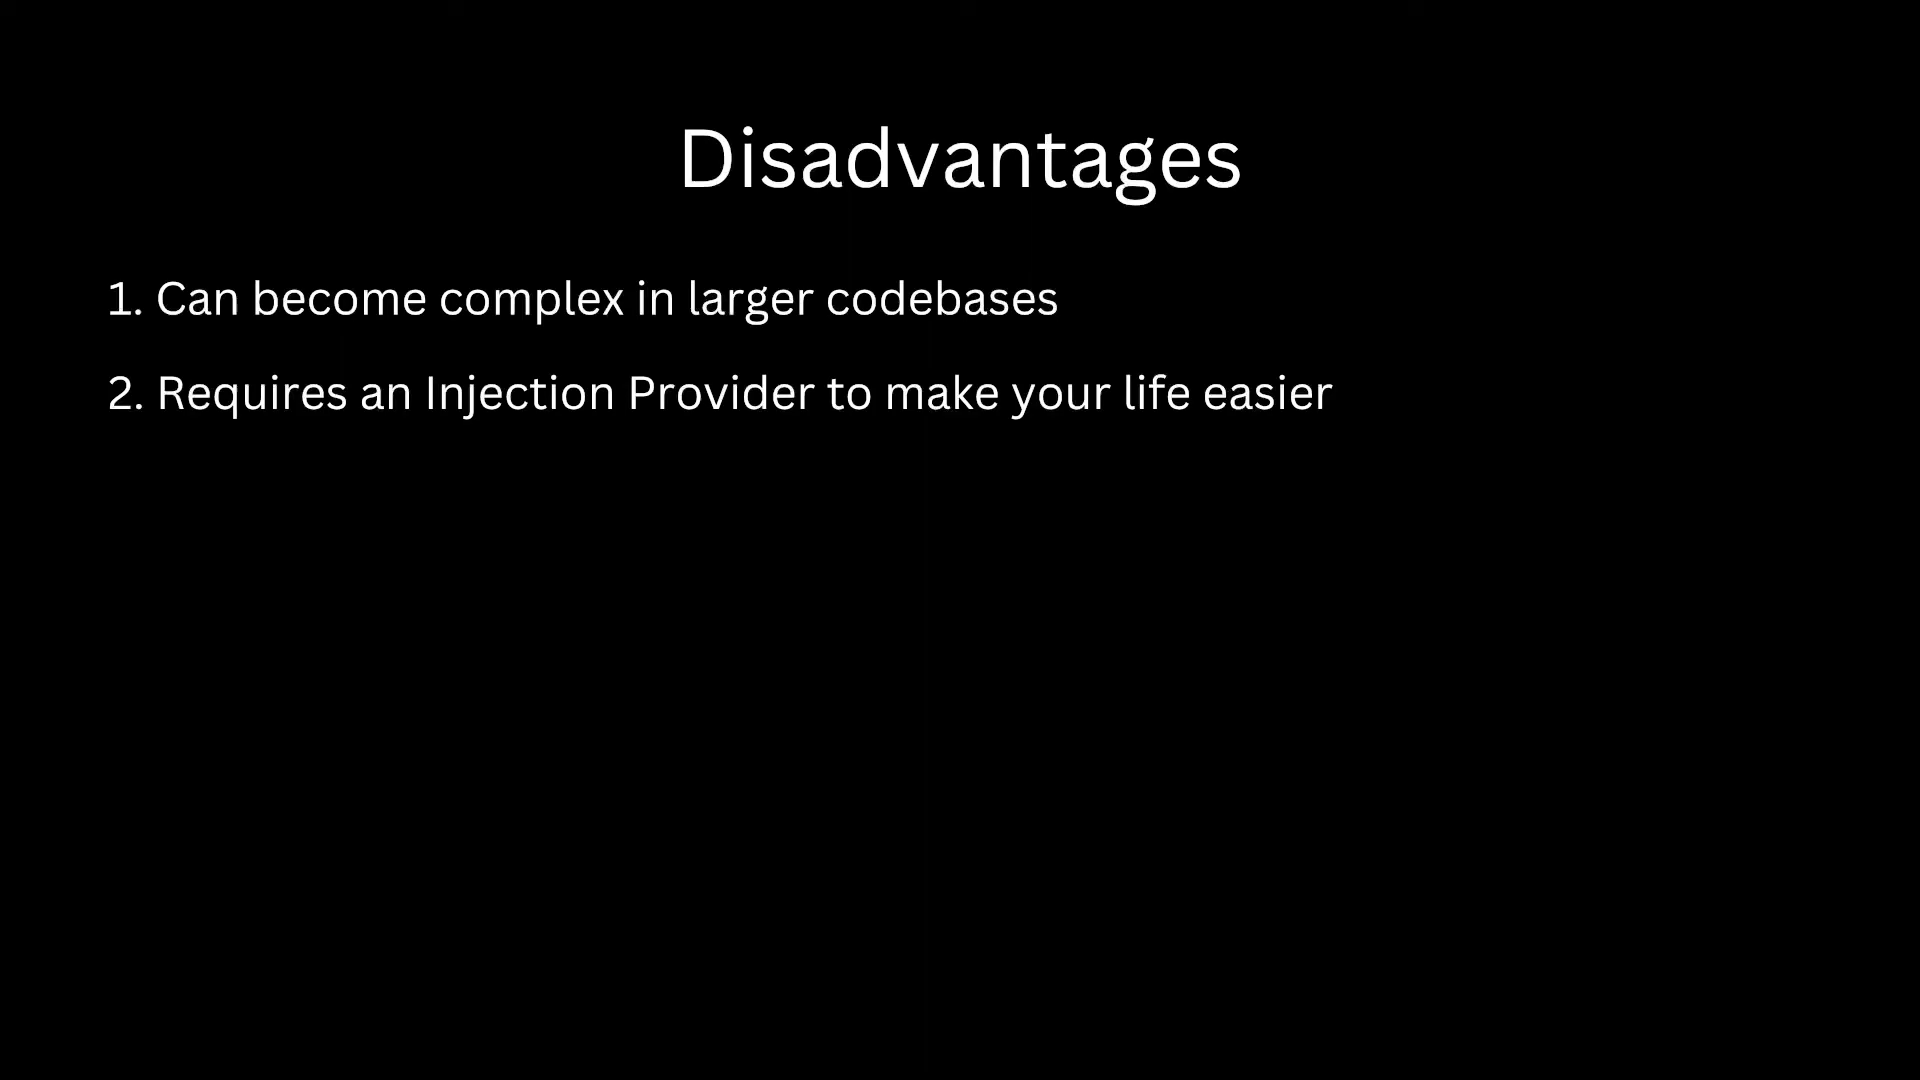 Disadvantages
1. Can become complex in larger codebases
2. Requires an Injection Provider to make your life easier